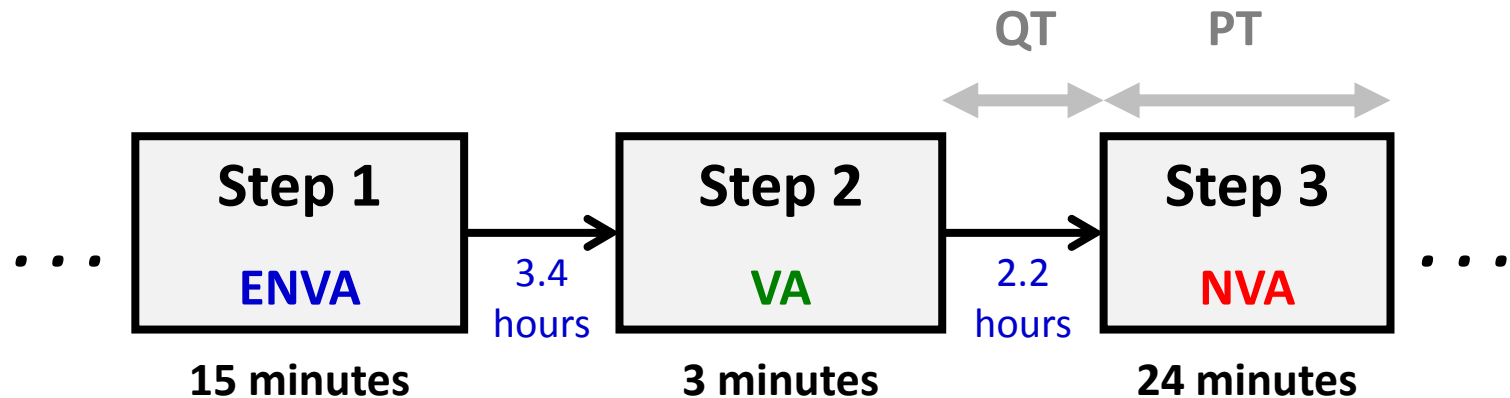 QT PT
Step 1 Step 2 Step 3
. . . ENVA 3.4 hours VA 2.2 hours NVA . . .
15 minutes 3 minutes 24 minutes